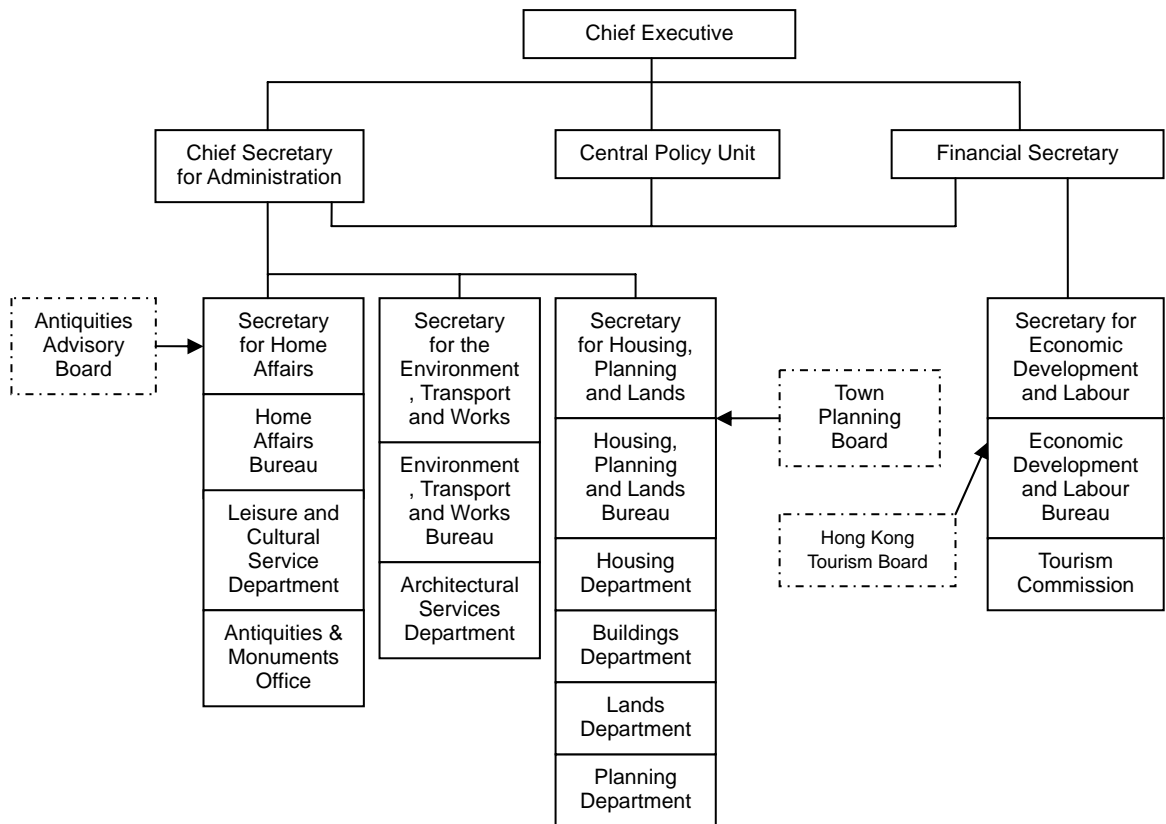 Chief Executive
Chief Secretary
for Administration
Central Policy Unit
Financial Secretary
Antiquities
Advisory
Board
Secretary
for Home
Affairs
Home
Affairs
Bureau
Leisure and
Cultural
Service
Department
Antiquities &
Monuments
Office
Secretary
for the
Environment
, Transport
and Works
Environment
, Transport
and Works
Bureau
Architectural
Services
Department
Secretary
for Housing,
Planning
and Lands
Housing,
Planning
and Lands
Bureau
Housing
Department
Buildings
Department
Lands
Department
Planning
Department
Town
Planning
Board
Hong Kong
Tourism Board
Secretary for
Economic
Development
and Labour
Economic
Development
and Labour
Bureau
Tourism
Commission